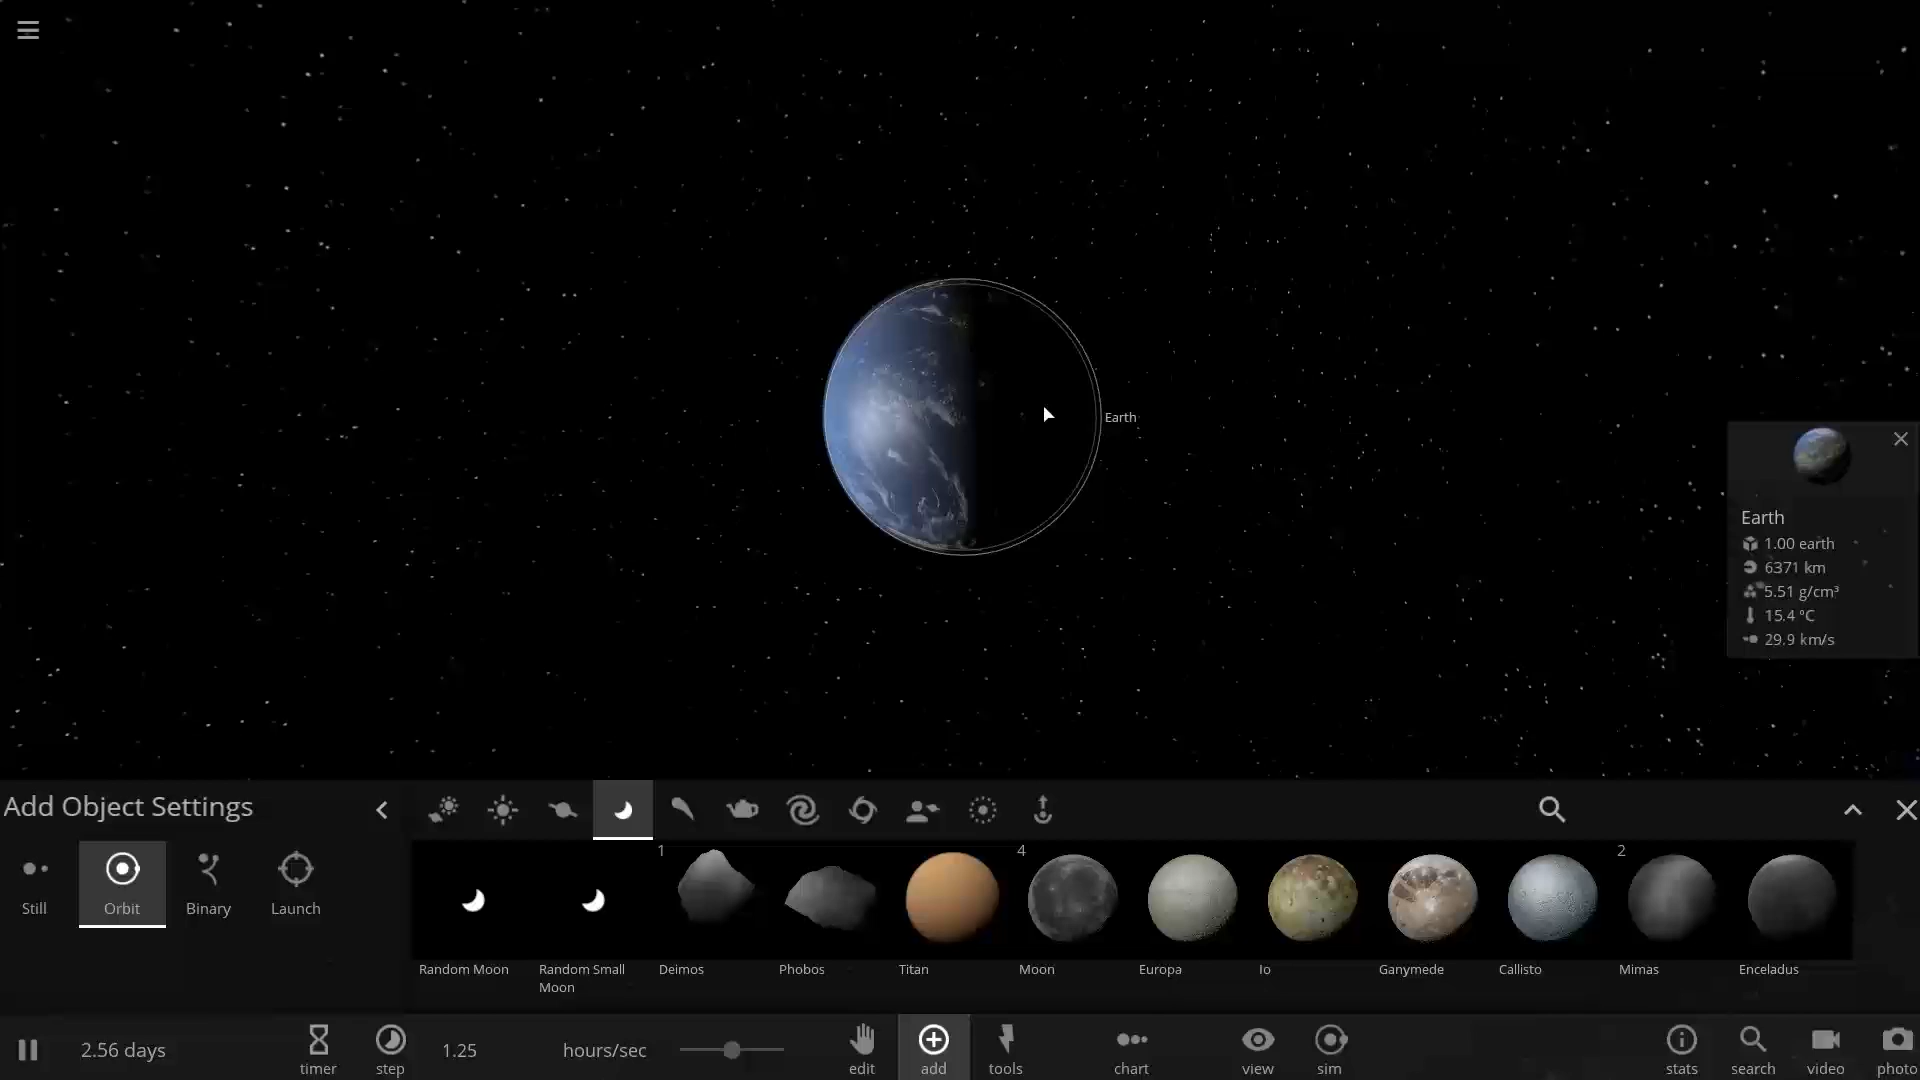 Earth
Earth
1.00 earth
6371 km
5.51 g/cm³
15.4 °C
29.9 km/s
Add Object Settings
Still
Orbit
Binary
Launch
1
4
2
Random Moon
Random Small
Moon
Deimos
Phobos
Titan
Moon
Europa
Io
Ganymede
Callisto
Mimas
Enceladus
2.56 days
timer
step
1.25
hours/sec
edit
add
tools
chart
view
sim
stats
search
video
photo